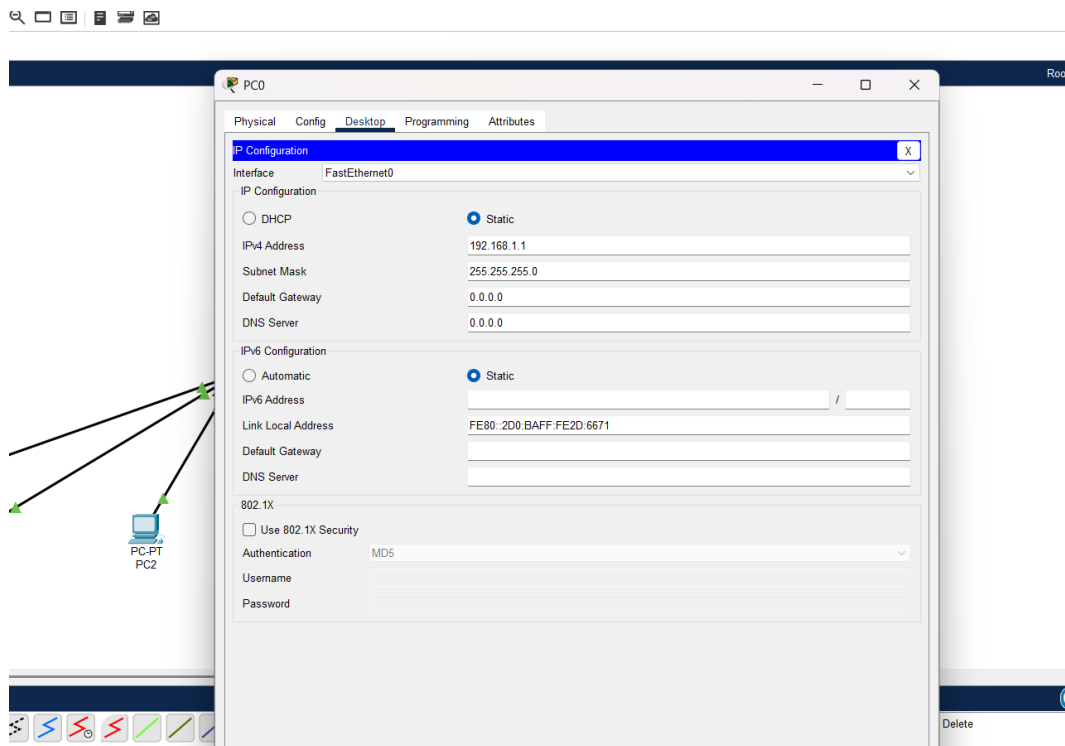 Roo
PC0
Physical Config Desktop Programming Attributes
IP Configuration X
Interface FastEthernet0
IP Configuration
DHCP Static
IPv4 Address 192.168.1.1
Subnet Mask 255.255.255.0
Default Gateway 0.0.0.0
DNS Server 0.0.0.0
IPv6 Configuration
Automatic Static
IPv6 Address /
Link Local Address FE80::2D0:BAFF:FE2D:6671
Default Gateway
DNS Server
802.1X
Use 802.1X Security
Authentication MD5
Username
Password
PC-PT
PC2
Delete